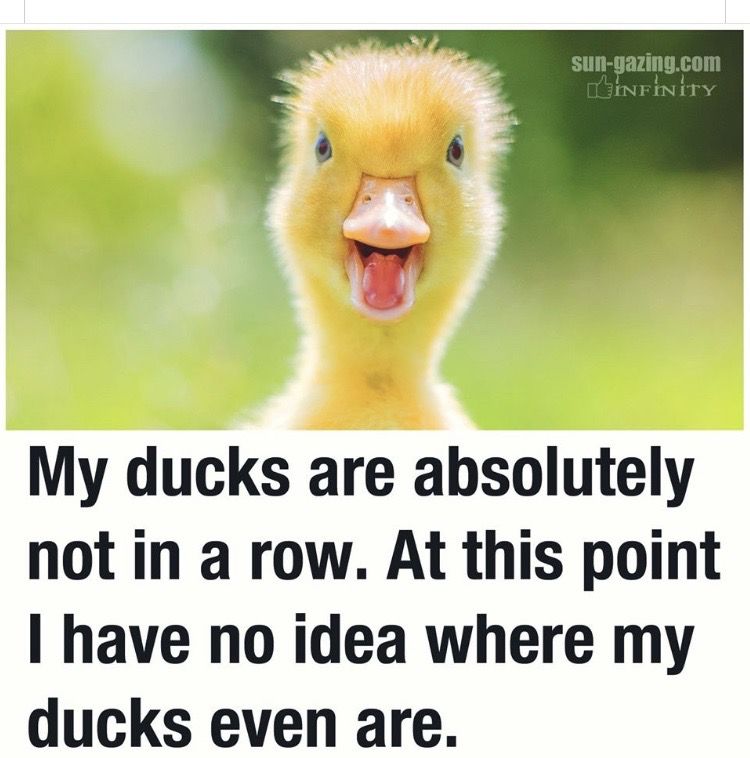 sun-gazing.com
INFINITY
My ducks are absolutely
not in a row. At this point
I have no idea where my
ducks even are.